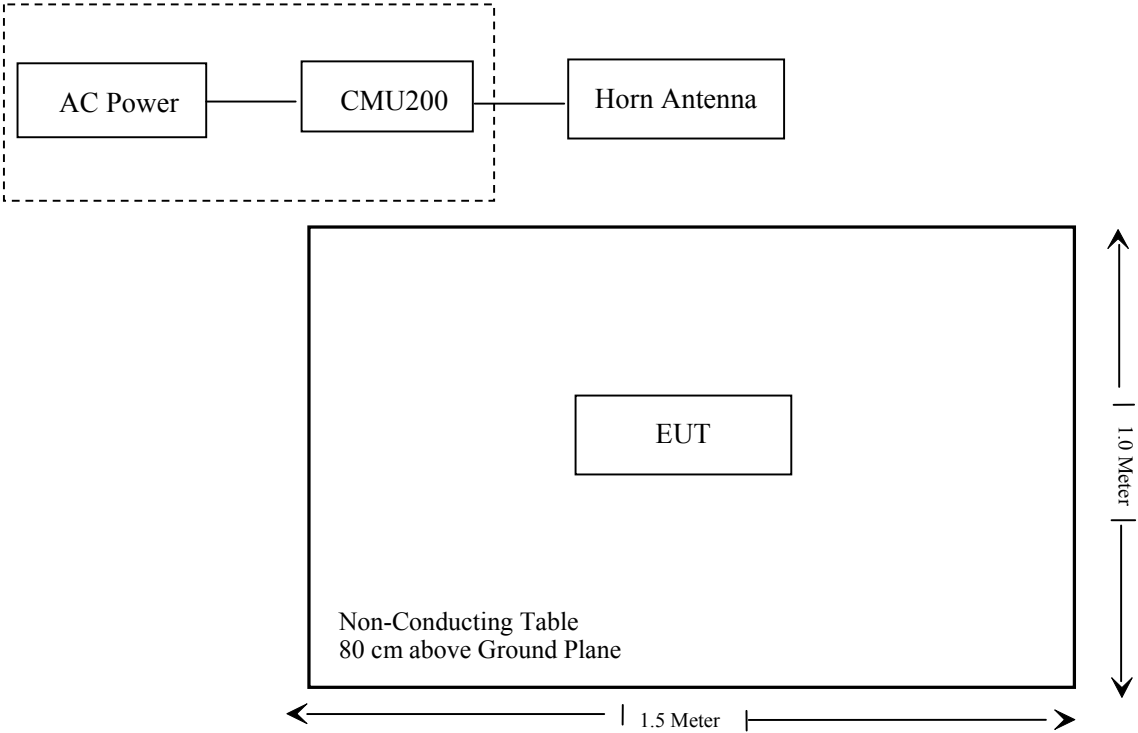 AC Power
CMU200
Horn Antenna
EUT
1.0 Meter
Non-Conducting Table
80 cm above Ground Plane
1.5 Meter